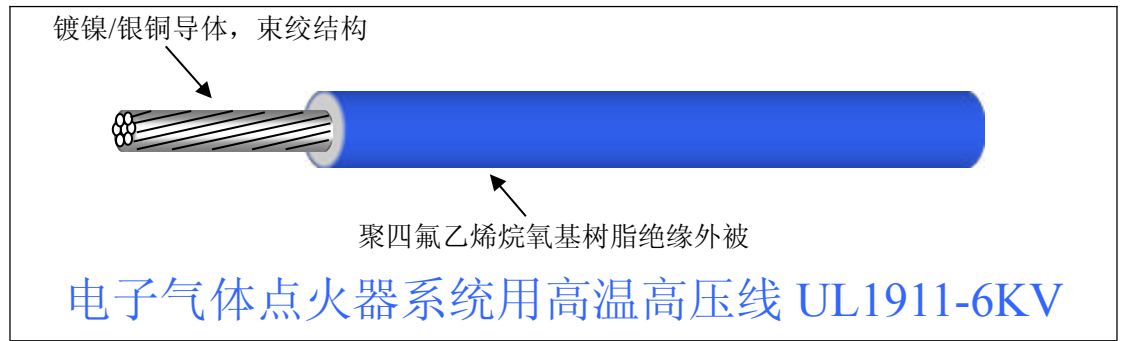 镀镍/银铜导体，束绞结构
聚四氟乙烯烷氧基树脂绝缘外被
电子气体点火器系统用高温高压线 UL1911-6KV